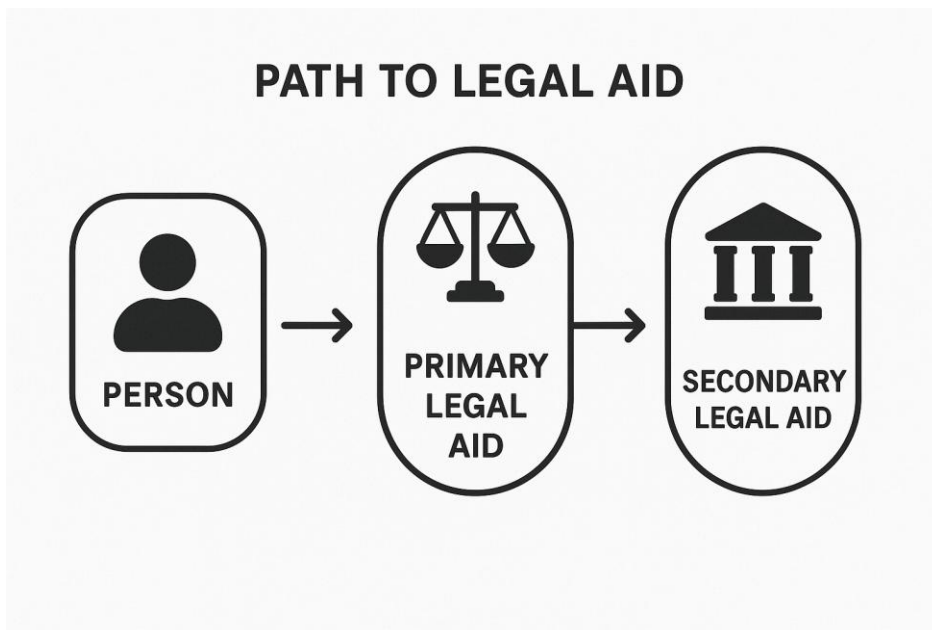 PATH TO LEGAL AID
PERSON
PRIMARY
LEGAL
AID
SECONDARY
LEGAL AID